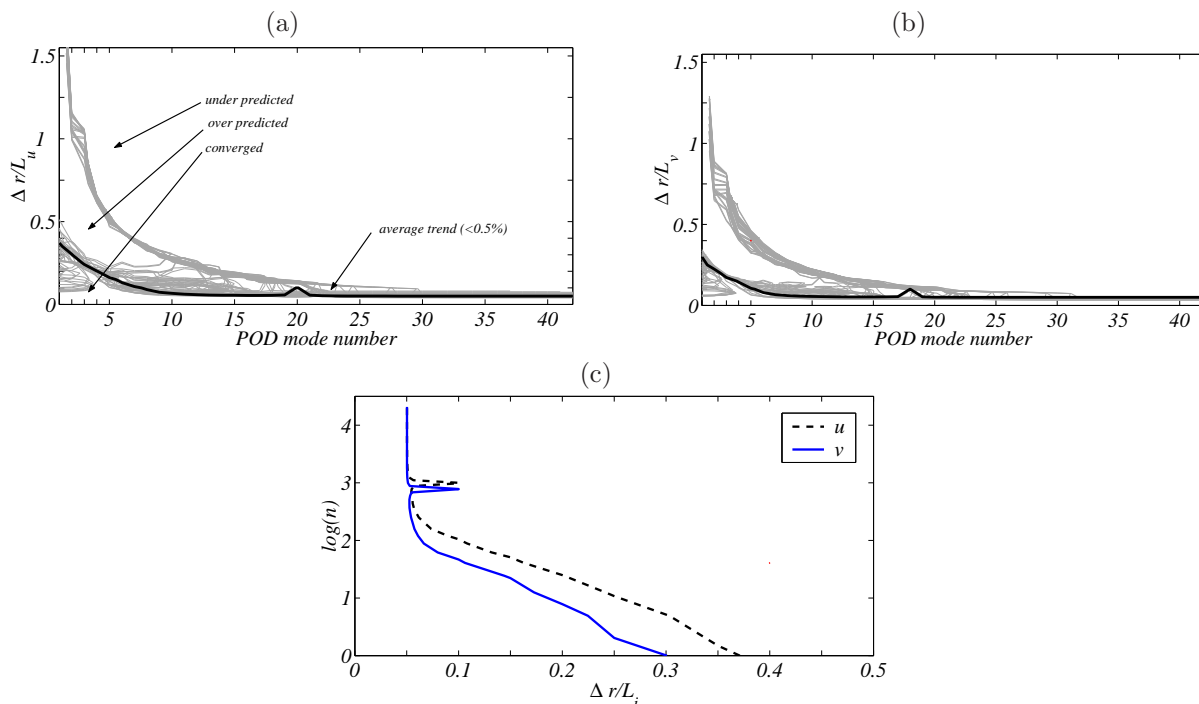 (a)
1.5
1
0.5
0
Δ r/L_u
under predicted
over predicted
converged
average trend (<0.5%)
5 10 15 20 25 30 35 40
POD mode number
(b)
1.5
1
0.5
0
Δ r/L_v
5 10 15 20 25 30 35 40
POD mode number
(c)
4
3
2
1
0
log(n)
u
v
0 0.1 0.2 0.3 0.4 0.5
Δ r/L_i